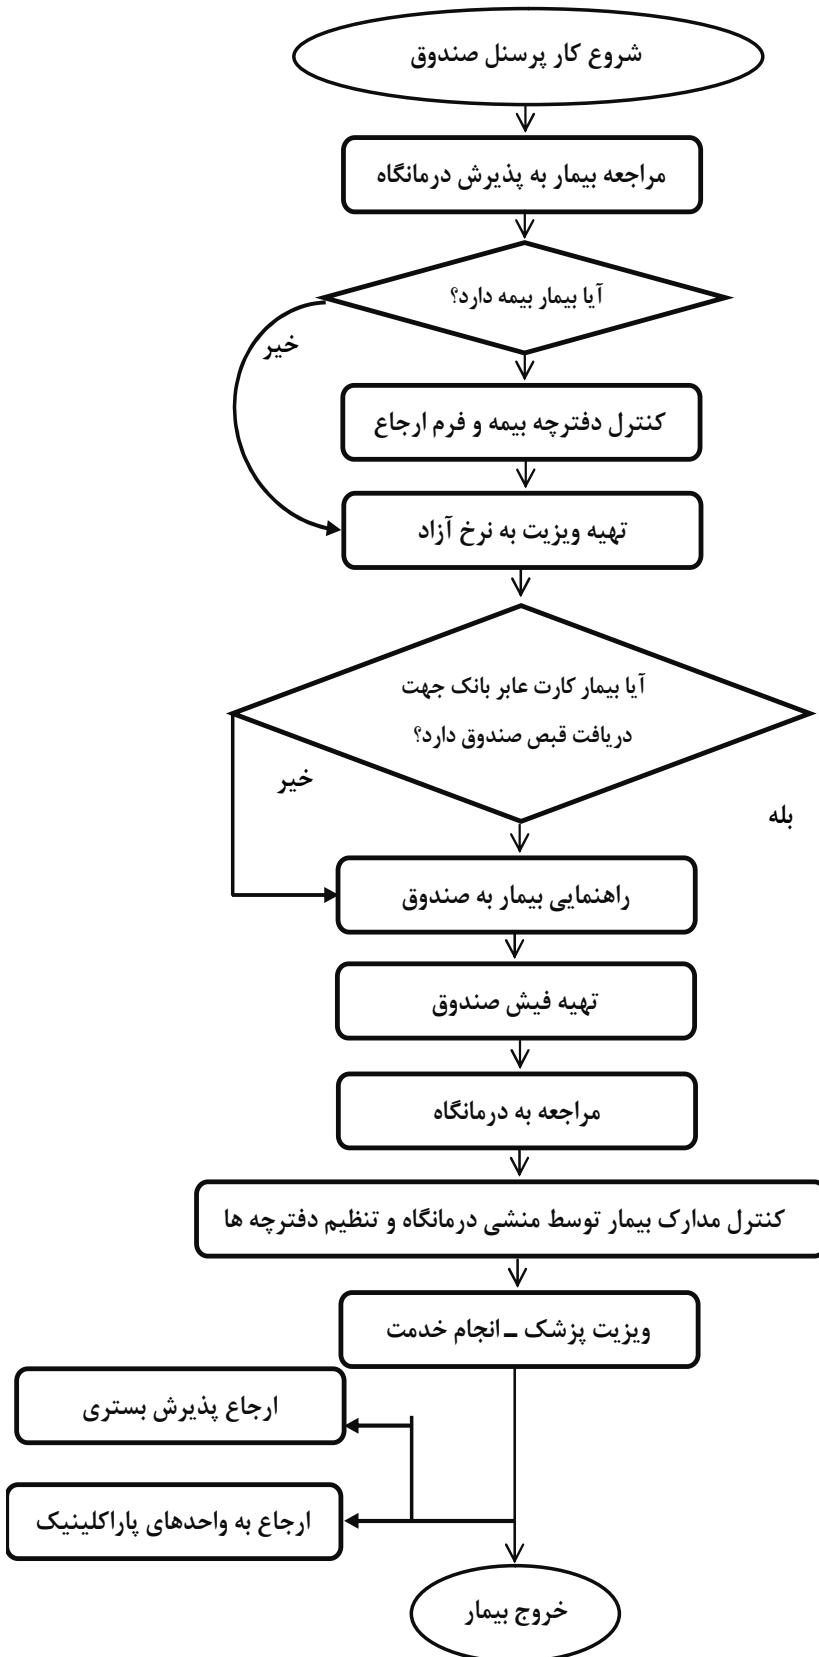 شروع کار پرسنل صندوق
مراجعه بیمار به پذیرش درمانگاه
آیا بیمار بیمه دارد؟
خیر
کنترل دفترچه بیمه و فرم ارجاع
تهیه ویزیت به نرخ آزاد
آیا بیمار کارت عابر بانک جهت
دریافت قبض صندوق دارد؟
خیر
بله
راهنمایی بیمار به صندوق
تهیه فیش صندوق
مراجعه به درمانگاه
کنترل مدارک بیمار توسط منشی درمانگاه و تنظیم دفترچه ها
ویزیت پزشک – انجام خدمت
ارجاع پذیرش بستری
ارجاع به واحدهای پاراکلینیک
خروج بیمار